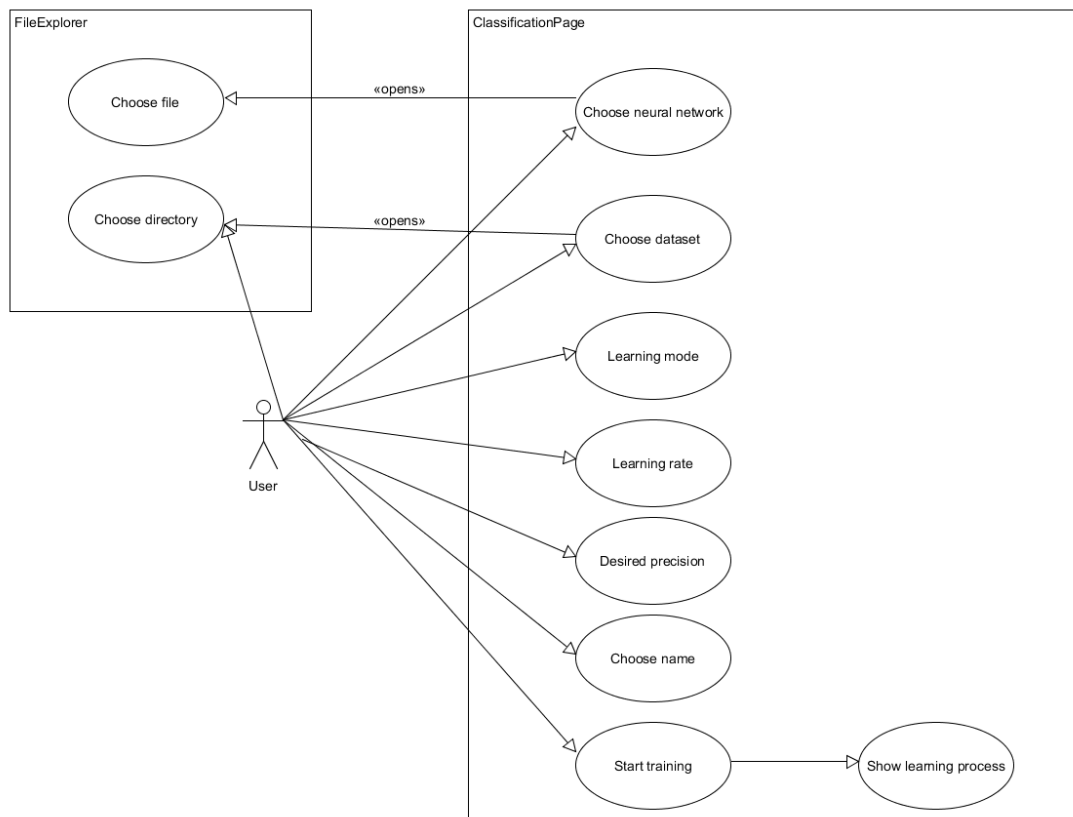 FileExplorer
ClassificationPage
Choose file
«opens»
Choose neural network
Choose directory
«opens»
Choose dataset
Learning mode
Learning rate
User
Desired precision
Choose name
Start training
Show learning process